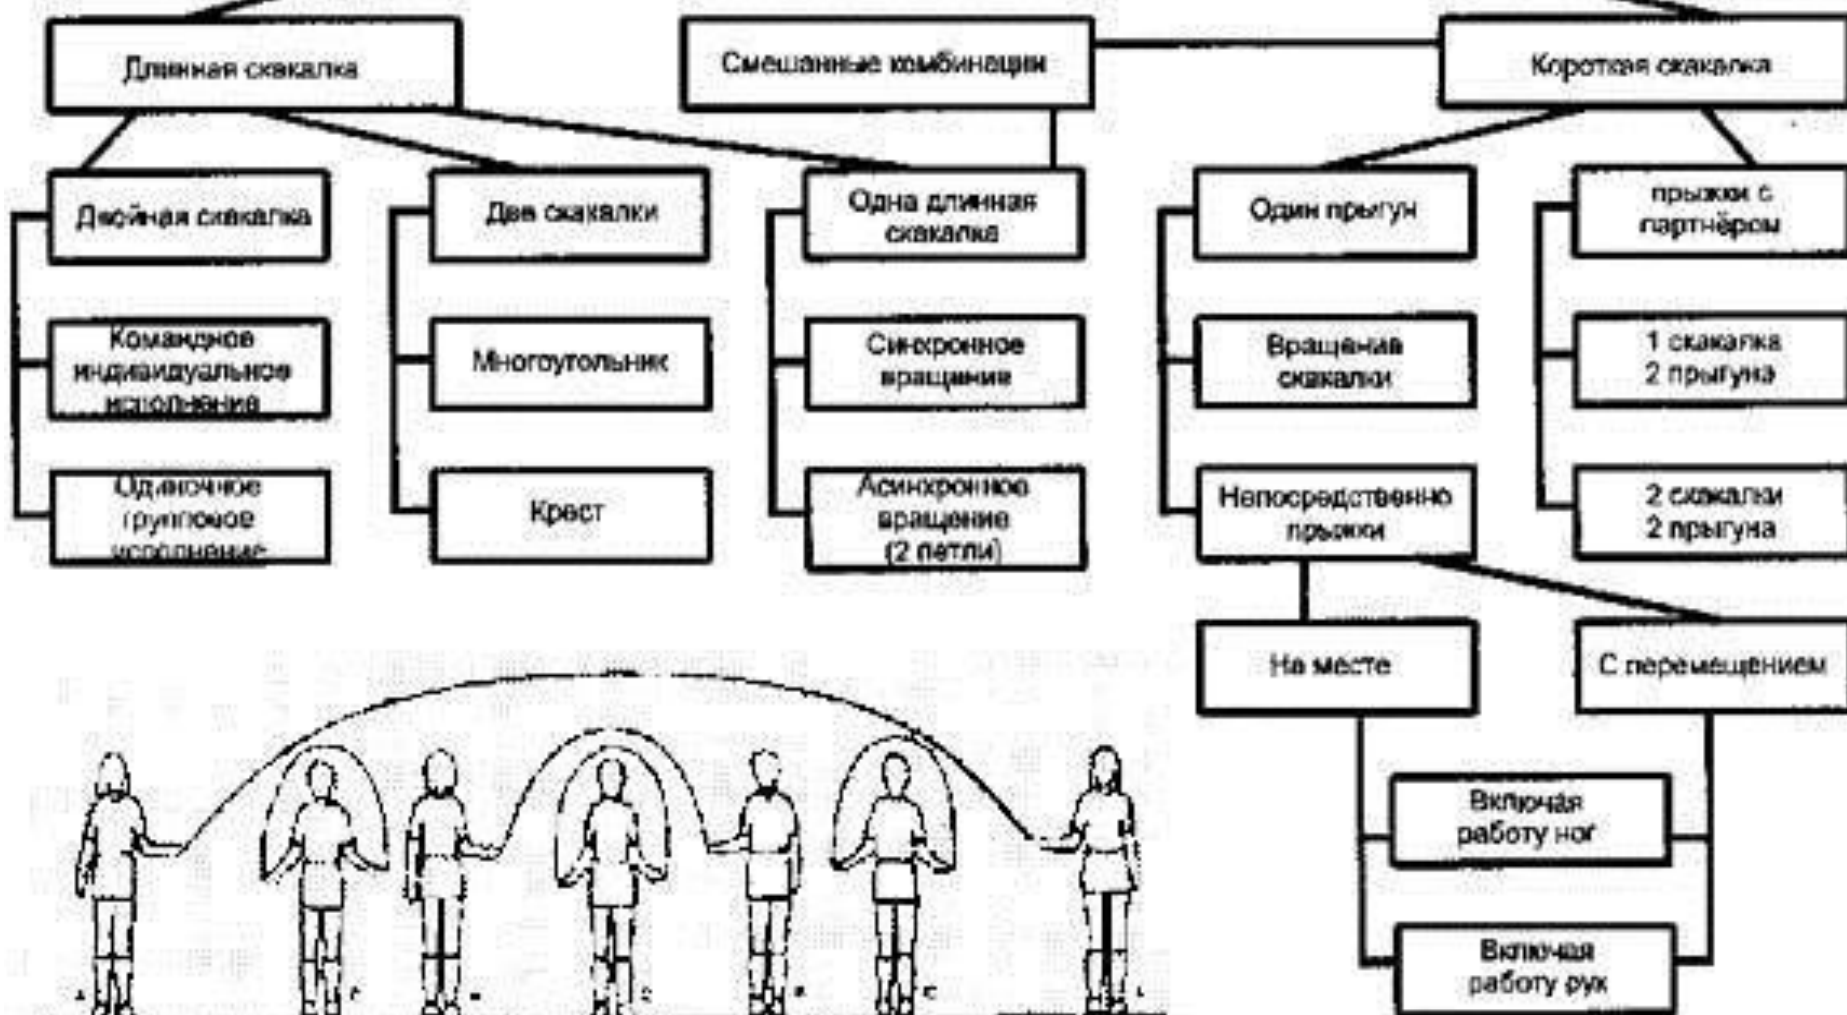 Длинная скакалка
Смешанные комбинации
Короткая скакалка
Двойная скакалка
Две скакалки
Одна длинная
скакалка
Один прыгун
прыжки с
партнёром
Командное
индивидуальное
исполнение
Многоугольник
Синхронное
вращение
Вращение
скакалки
1 скакалка
2 прыгуна
Одиночное
групповое
исполнение
Крест
Асинхронное
вращение
(2 петли)
Непосредственно
прыжки
2 скакалки
2 прыгуна
На месте
С перемещением
Включая
работу ног
Включая
работу рук